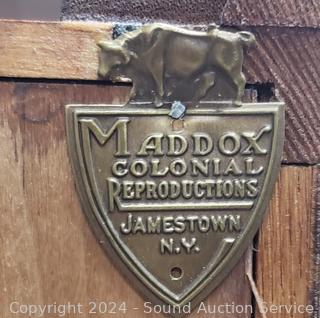 MADDOX
COLONIAL
REPRODUCTIONS
JAMESTOWN
N.Y.
Copyright 2024 - Sound Auction Service